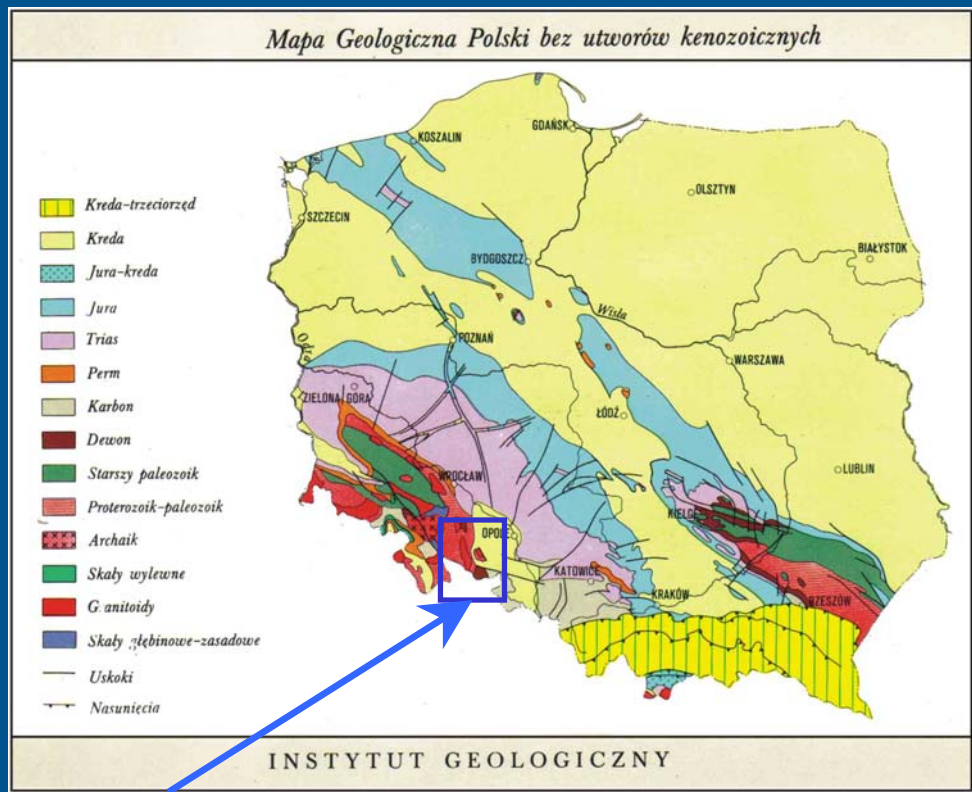 Mapa Geologiczna Polski bez utworów kenozoicznych
KOSZALIN
GDAŃSK
OLSZTYN
SZCZECIN
BIAŁYSTOK
BYDGOSZCZ
Wisła
POZNAŃ
Odra
WARSZAWA
ZIELONA GÓRA
ŁÓDŹ
LUBLIN
WROCŁAW
KIELCE
OPOLE
KATOWICE
KRAKÓW
RZESZÓW
Kreda-trzeciorzęd
Kreda
Jura-kreda
Jura
Trias
Perm
Karbon
Dewon
Starszy paleozoik
Proterozoik-paleozoik
Archaik
Skały wylewne
G.anitoidy
Skały głębinowe-zasadowe
Uskoki
Nasunięcia
INSTYTUT GEOLOGICZNY